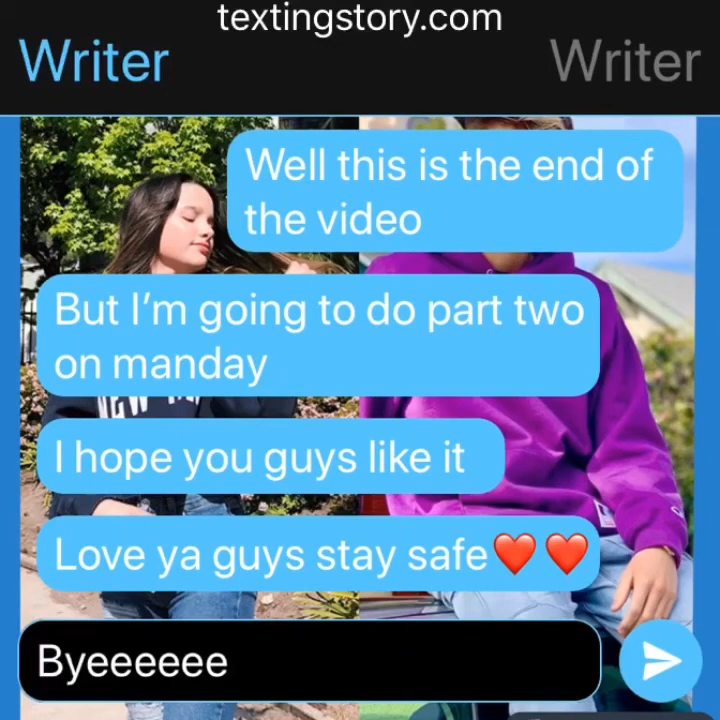 textingstory.com
Writer
Writer
Well this is the end of
the video
But I’m going to do part two
on manday
I hope you guys like it
Love ya guys stay safe❤️❤️
Byeeeeee